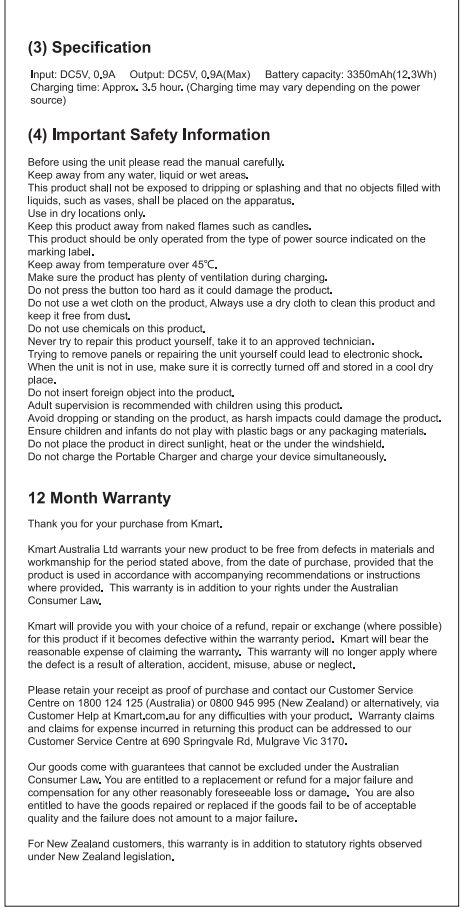 (3) Specification
Input: DC5V, 0.9A Output: DC5V, 0.9A(Max) Battery capacity: 3350mAh(12.3Wh)
Charging time: Approx. 3.5 hour. (Charging time may vary depending on the power
source)
(4) Important Safety Information
Before using the unit please read the manual carefully.
Keep away from any water, liquid or wet areas.
This product shall not be exposed to dripping or splashing and that no objects filled with
liquids, such as vases, shall be placed on the apparatus.
Use in dry locations only.
Keep this product away from naked flames such as candles.
This product should be only operated from the type of power source indicated on the
marking label.
Keep away from temperature over 45℃.
Make sure the product has plenty of ventilation during charging.
Do not press the button too hard as it could damage the product.
Do not use a wet cloth on the product, Always use a dry cloth to clean this product and
keep it free from dust.
Do not use chemicals on this product.
Never try to repair this product yourself, take it to an approved technician.
Trying to remove panels or repairing the unit yourself could lead to electronic shock.
When the unit is not in use, make sure it is correctly turned off and stored in a cool dry
place.
Do not insert foreign object into the product.
Adult supervision is recommended with children using this product.
Avoid dropping or standing on the product, as harsh impacts could damage the product.
Ensure children and infants do not play with plastic bags or any packaging materials.
Do not place the product in direct sunlight, heat or the under the windshield.
Do not charge the Portable Charger and charge your device simultaneously.
12 Month Warranty
Thank you for your purchase from Kmart.
Kmart Australia Ltd warrants your new product to be free from defects in materials and
workmanship for the period stated above, from the date of purchase, provided that the
product is used in accordance with accompanying recommendations or instructions
where provided. This warranty is in addition to your rights under the Australian
Consumer Law.
Kmart will provide you with your choice of a refund, repair or exchange (where possible)
for this product if it becomes defective within the warranty period. Kmart will bear the
reasonable expense of claiming the warranty. This warranty will no longer apply where
the defect is a result of alteration, accident, misuse, abuse or neglect.
Please retain your receipt as proof of purchase and contact our Customer Service
Centre on 1800 124 125 (Australia) or 0800 945 995 (New Zealand) or alternatively, via
Customer Help at Kmart.com.au for any difficulties with your product. Warranty claims
and claims for expense incurred in returning this product can be addressed to our
Customer Service Centre at 690 Springvale Rd, Mulgrave Vic 3170.
Our goods come with guarantees that cannot be excluded under the Australian
Consumer Law. You are entitled to a replacement or refund for a major failure and
compensation for any other reasonably foreseeable loss or damage. You are also
entitled to have the goods repaired or replaced if the goods fail to be of acceptable
quality and the failure does not amount to a major failure.
For New Zealand customers, this warranty is in addition to statutory rights observed
under New Zealand legislation.